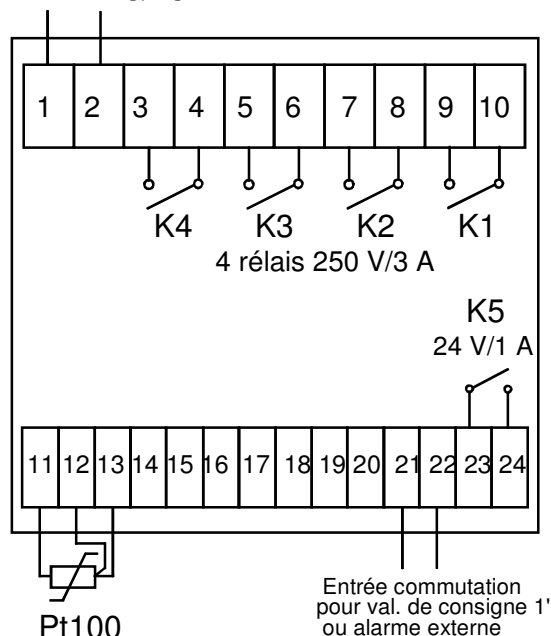 1 2 3 4 5 6 7 8 9 10
K4 K3 K2 K1
4 rélais 250 V/3 A
K5
24 V/1 A
11 12 13 14 15 16 17 18 19 20 21 22 23 24
Pt100
Entrée commutation
pour val. de consigne 1'
ou alarme externe